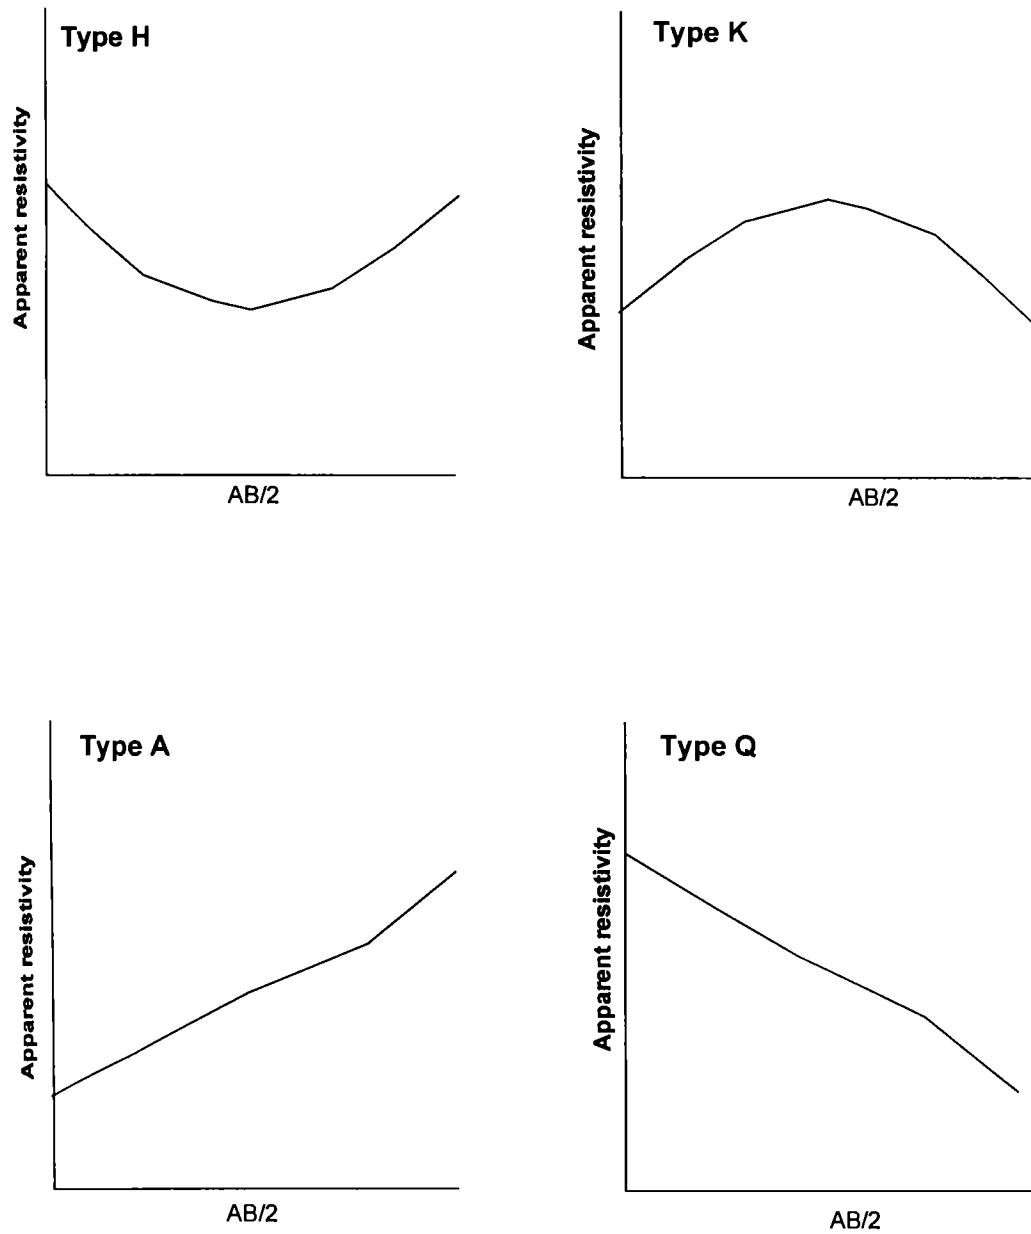 Type H
Apparent resistivity
AB/2
Type K
Apparent resistivity
AB/2
Type A
Apparent resistivity
AB/2
Type Q
Apparent resistivity
AB/2